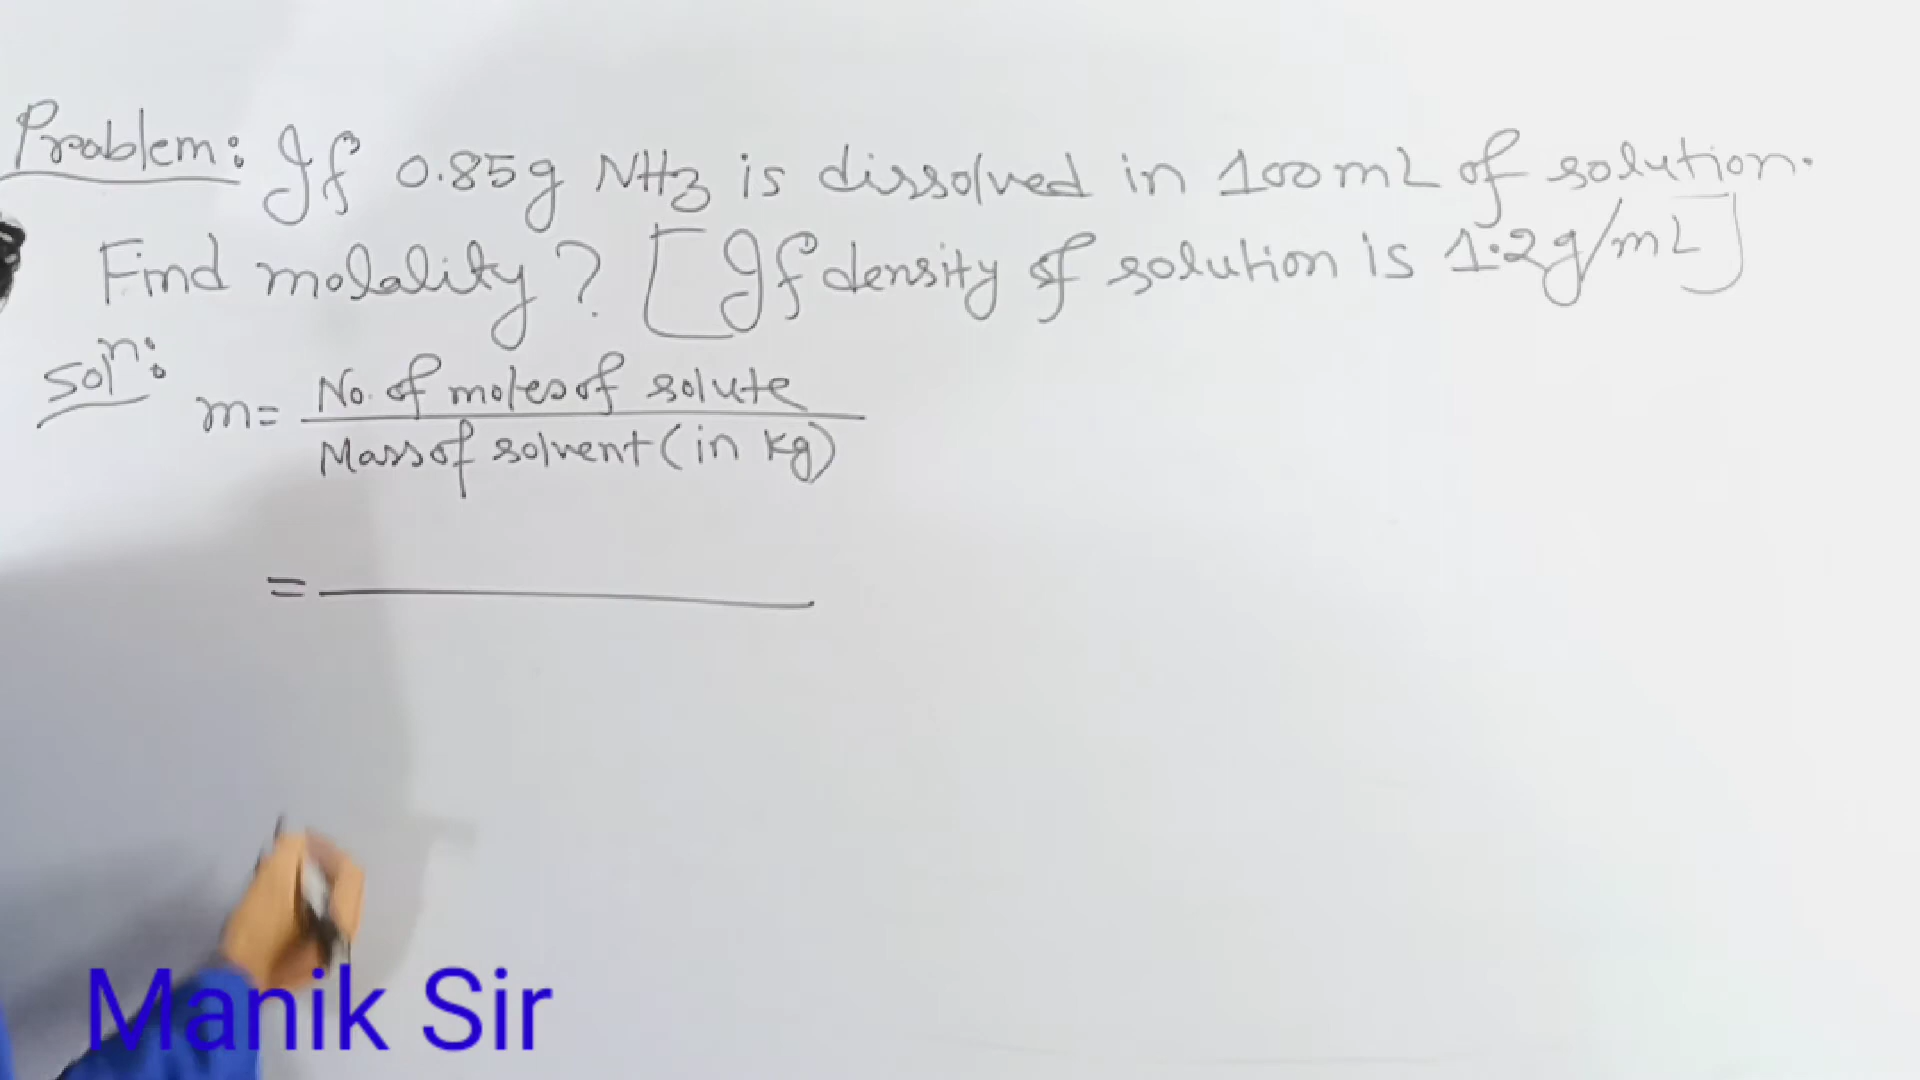 Problem: If 0.85g NH3 is dissolved in 100mL of solution.
Find molality? [If density of solution is 1.2g/mL]
Solⁿ:
m= No. of moles of solute
Mass of solvent (in kg)
=
Manik Sir